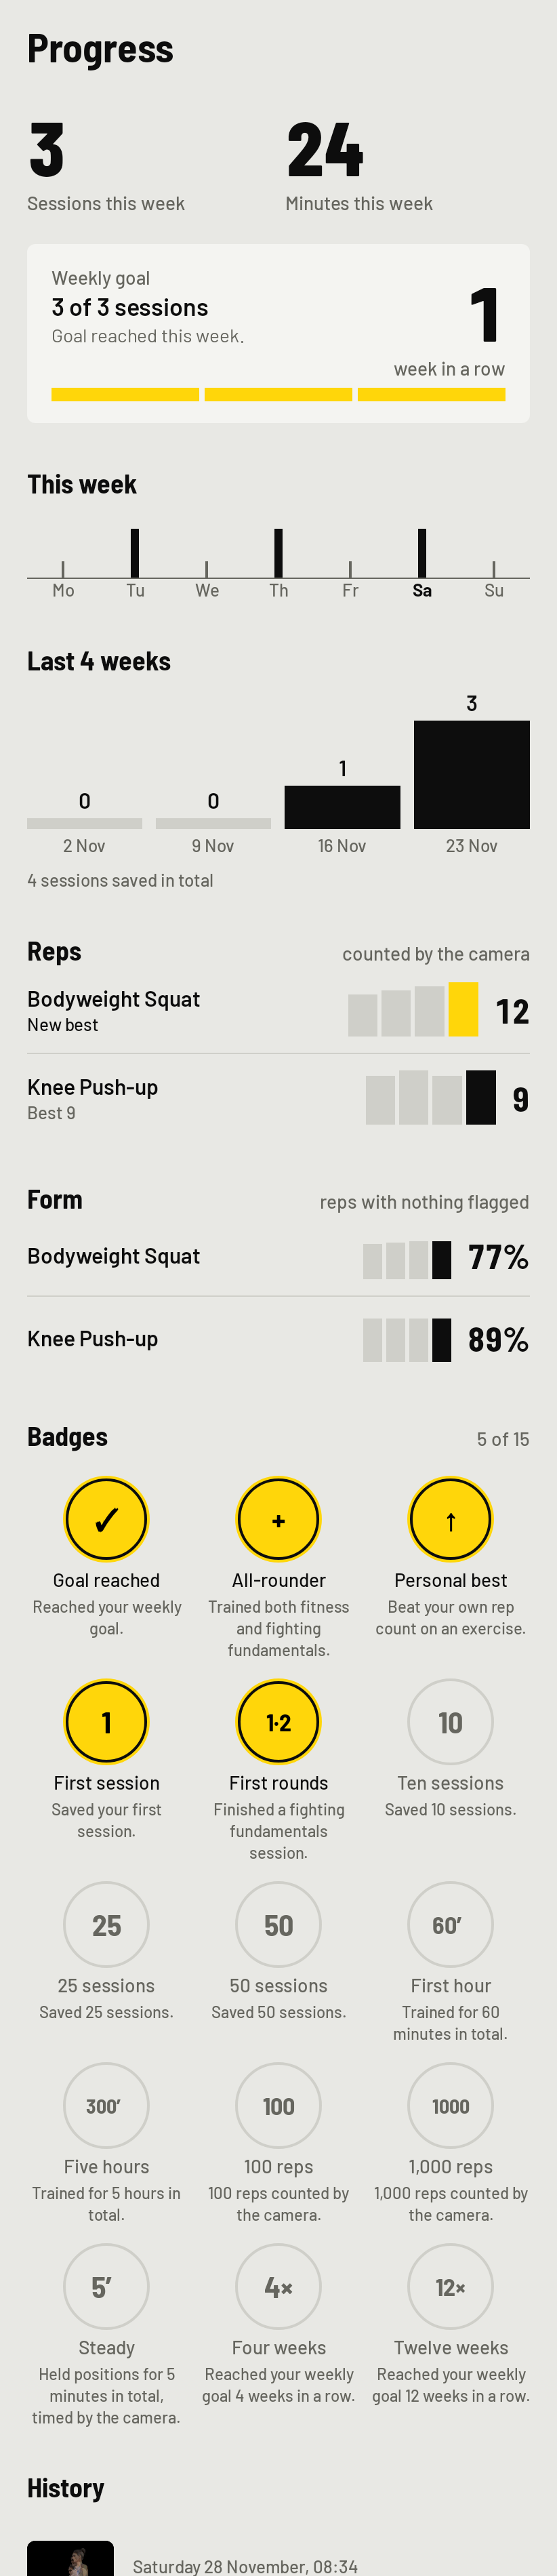 Progress
3
24
Sessions this week
Minutes this week
Weekly goal
3 of 3 sessions
Goal reached this week.
1
week in a row
This week
Mo Tu We Th Fr Sa Su
Last 4 weeks
0 0 1 3
2 Nov 9 Nov 16 Nov 23 Nov
4 sessions saved in total
Reps counted by the camera
Bodyweight Squat
New best
12
Knee Push-up
Best 9
9
Form reps with nothing flagged
Bodyweight Squat 77%
Knee Push-up 89%
Badges 5 of 15
✓
Goal reached
Reached your weekly
goal.
+
All-rounder
Trained both fitness
and fighting
fundamentals.
↑
Personal best
Beat your own rep
count on an exercise.
1
First session
Saved your first
session.
1·2
First rounds
Finished a fighting
fundamentals
session.
10
Ten sessions
Saved 10 sessions.
25
25 sessions
Saved 25 sessions.
50
50 sessions
Saved 50 sessions.
60′
First hour
Trained for 60
minutes in total.
300′
Five hours
Trained for 5 hours in
total.
100
100 reps
100 reps counted by
the camera.
1000
1,000 reps
1,000 reps counted by
the camera.
5′
Steady
Held positions for 5
minutes in total,
timed by the camera.
4×
Four weeks
Reached your weekly
goal 4 weeks in a row.
12×
Twelve weeks
Reached your weekly
goal 12 weeks in a row.
History
Saturday 28 November, 08:34